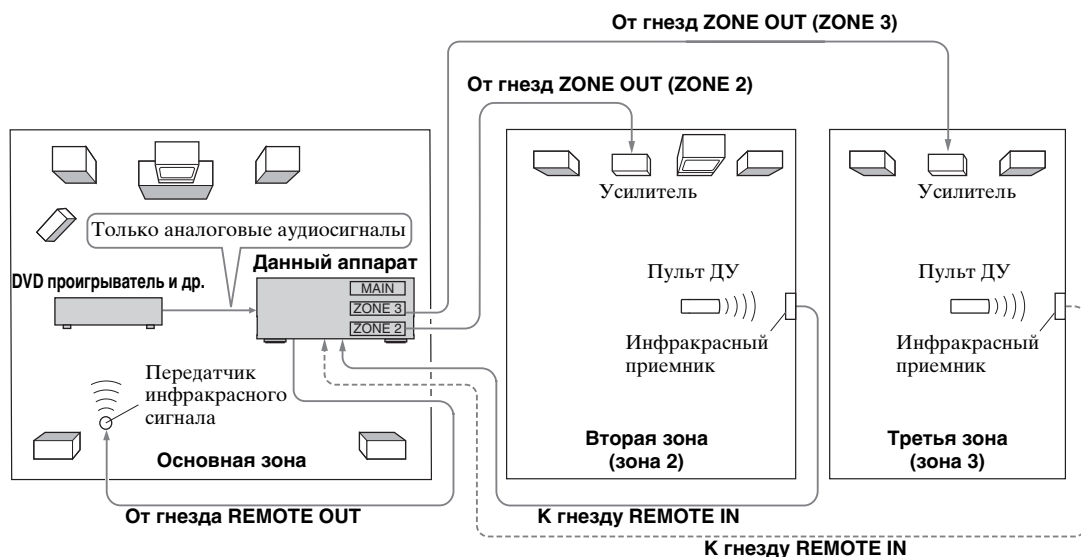 От гнезд ZONE OUT (ZONE 3)
От гнезд ZONE OUT (ZONE 2)
Усилитель
Усилитель
Только аналоговые аудиосигналы
Данный аппарат
DVD проигрыватель и др.
MAIN
ZONE 3
ZONE 2
Пульт ДУ
Пульт ДУ
Инфракрасный
приемник
Инфракрасный
приемник
Передатчик
инфракрасного
сигнала
Основная зона
Вторая зона
(зона 2)
Третья зона
(зона 3)
От гнезда REMOTE OUT
К гнезду REMOTE IN
К гнезду REMOTE IN